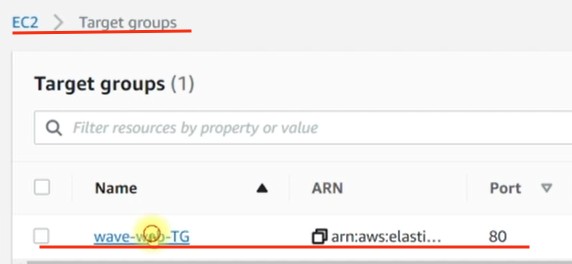 EC2 > Target groups
Target groups (1)
Filter resources by property or value
Name ARN Port
wave-web-TG arn:aws:elasti... 80